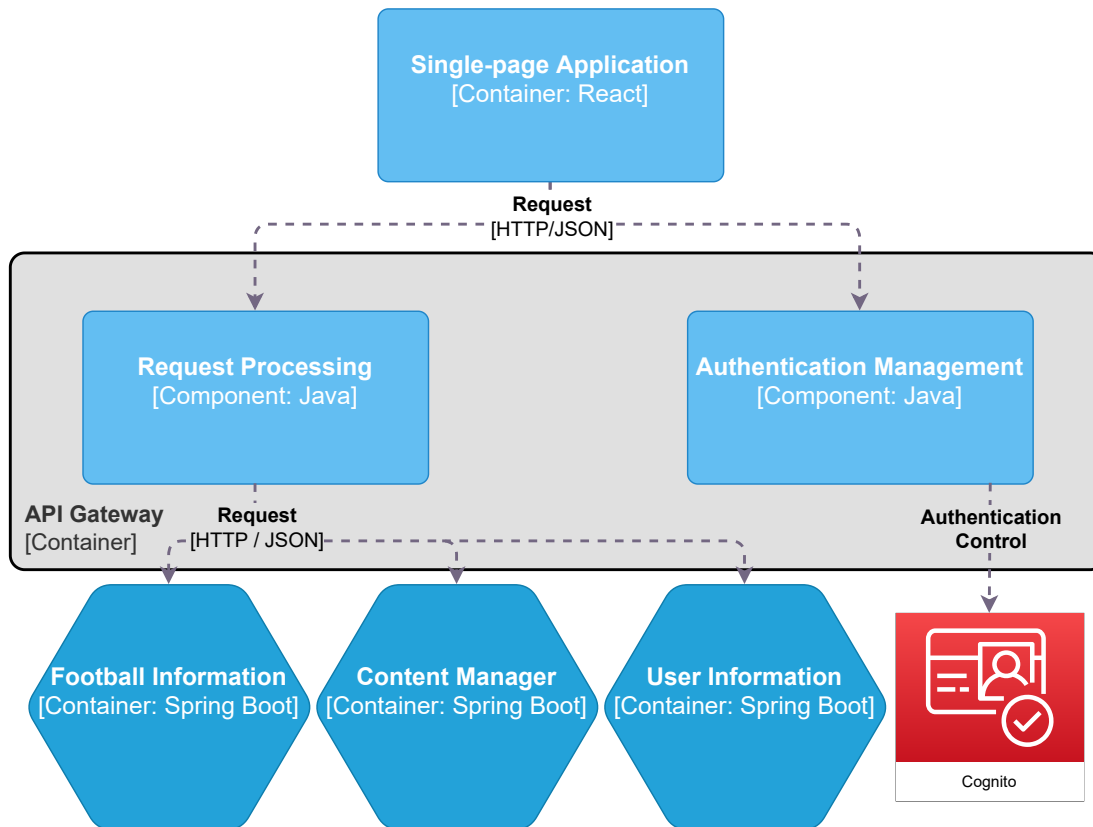 Single-page Application
[Container: React]
Request
[HTTP/JSON]
Request Processing
[Component: Java]
Authentication Management
[Component: Java]
API Gateway
[Container]
Request
[HTTP / JSON]
Authentication
Control
Football Information
[Container: Spring Boot]
Content Manager
[Container: Spring Boot]
User Information
[Container: Spring Boot]
Cognito